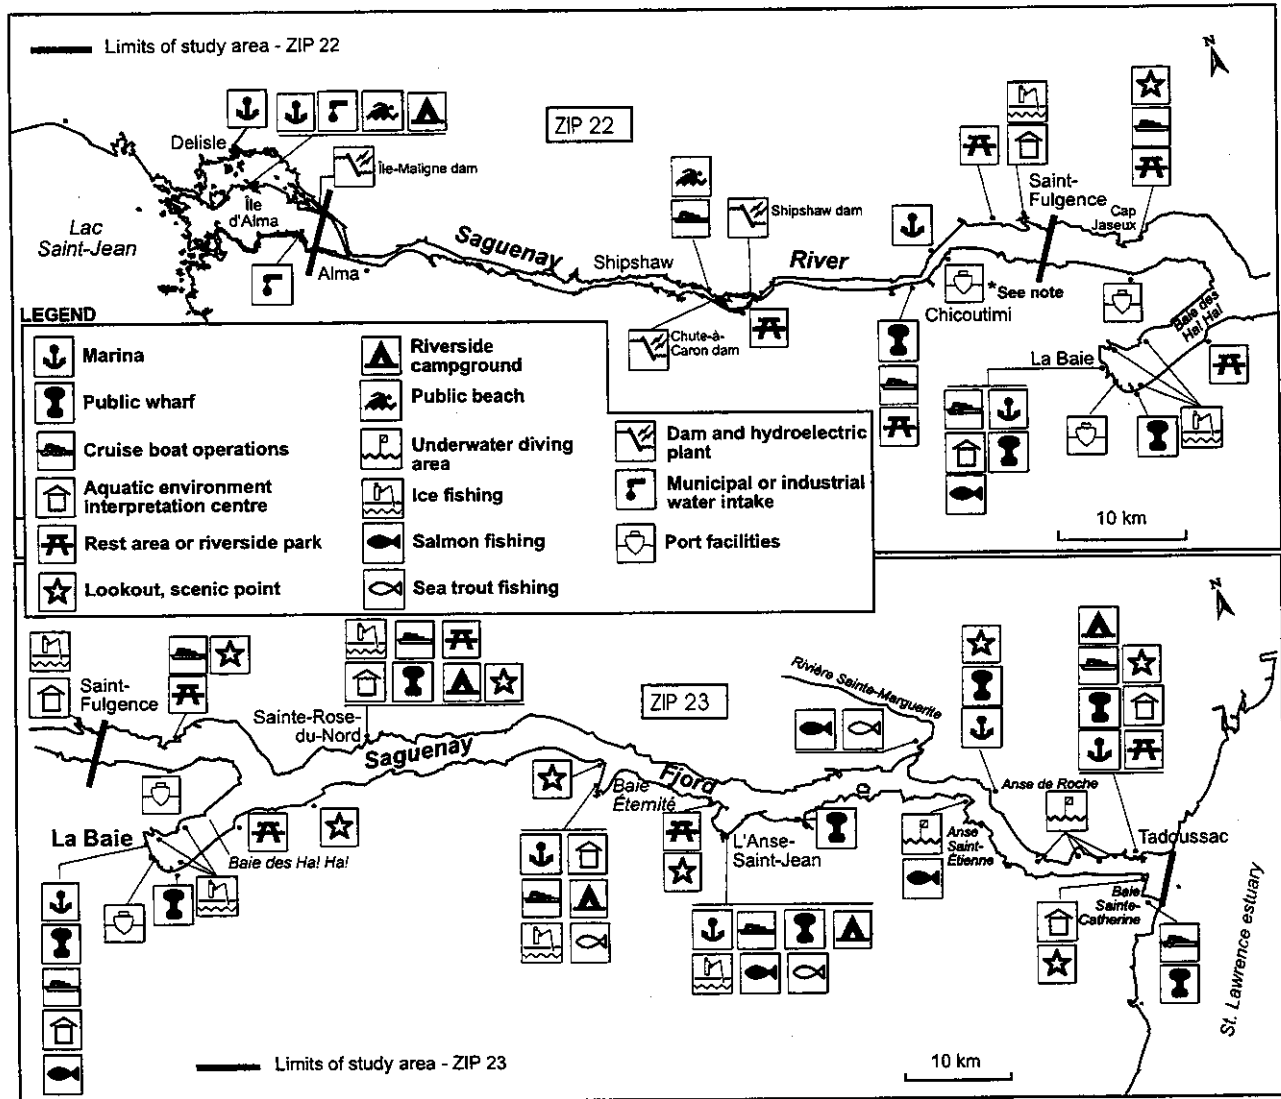 Limits of study area - ZIP 22
N
ZIP 22
Delisle
Île-Maligne dam
Île
d'Alma
Lac
Saint-Jean
Alma
Saguenay
River
Shipshaw
Shipshaw dam
Chute-à-
Caron dam
Saint-
Fulgence
Cap
Jaseux
*See note
Chicoutimi
Baie des
Ha! Ha!
La Baie
10 km
LEGEND
Marina
Public wharf
Cruise boat operations
Aquatic environment
interpretation centre
Rest area or riverside park
Lookout, scenic point
Riverside
campground
Public beach
Underwater diving
area
Ice fishing
Salmon fishing
Sea trout fishing
Dam and hydroelectric
plant
Municipal or industrial
water intake
Port facilities
N
ZIP 23
Saint-
Fulgence
Sainte-Rose-
du-Nord
Saguenay
Fjord
Rivière Sainte-Marguerite
Baie
Éternité
L'Anse-
Saint-Jean
Anse
Saint-
Étienne
Anse de Roche
Tadoussac
Baie
Sainte-
Catherine
St. Lawrence estuary
La Baie
Baie des Ha! Ha!
Limits of study area - ZIP 23
10 km